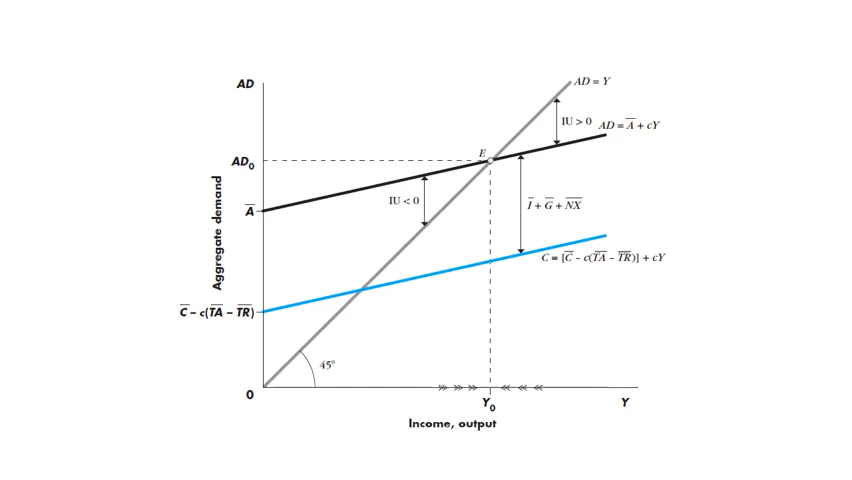 AD
AD = Y
IU > 0
AD = A̅ + cY
E
AD₀
IU < 0
A̅
I̅ + G̅ + N̅X̅
Aggregate demand
C = [C̅ – c(T̅A̅ – T̅R̅)] + cY
C̅ – c(T̅A̅ – T̅R̅)
45°
0
Y₀
Y
Income, output